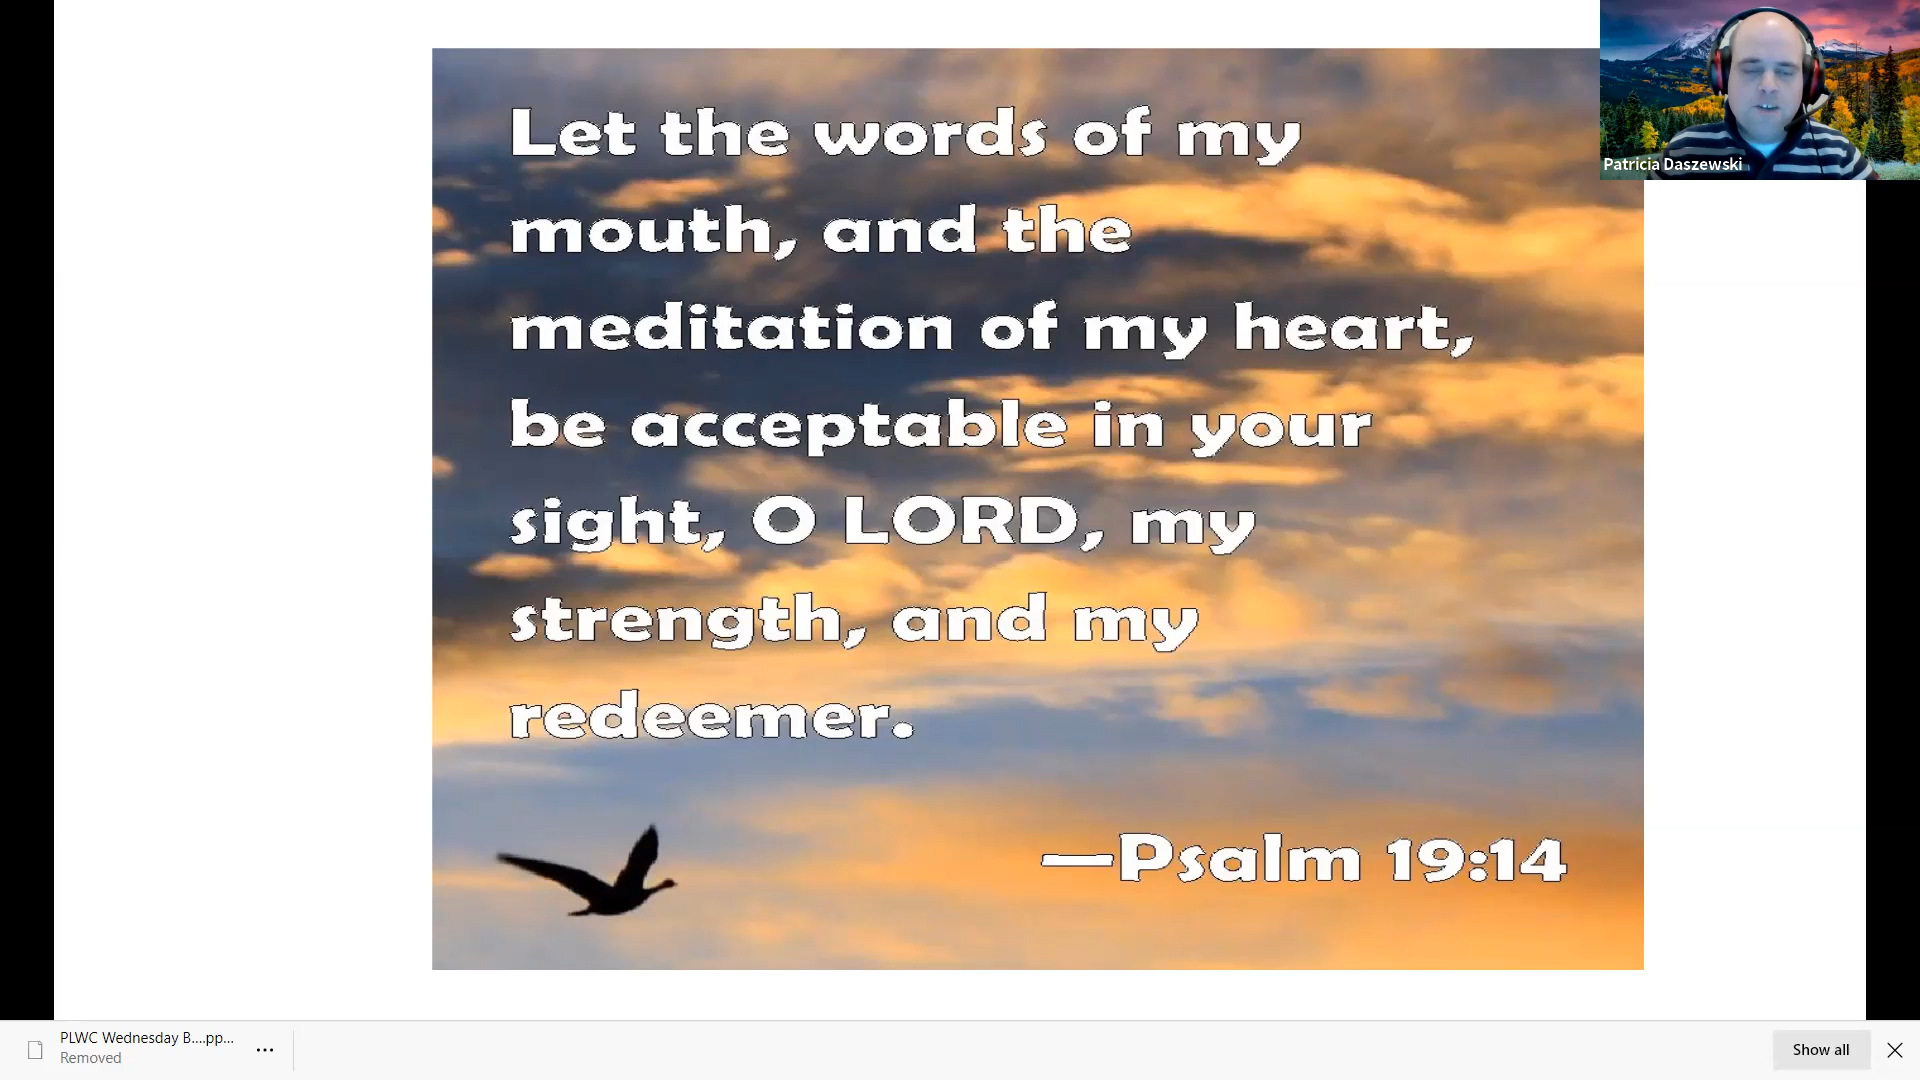 Let the words of my
mouth, and the
meditation of my heart,
be acceptable in your
sight, O LORD, my
strength, and my
redeemer.
—Psalm 19:14
Patricia Daszewski
PLWC Wednesday B....pp...
Removed
Show all